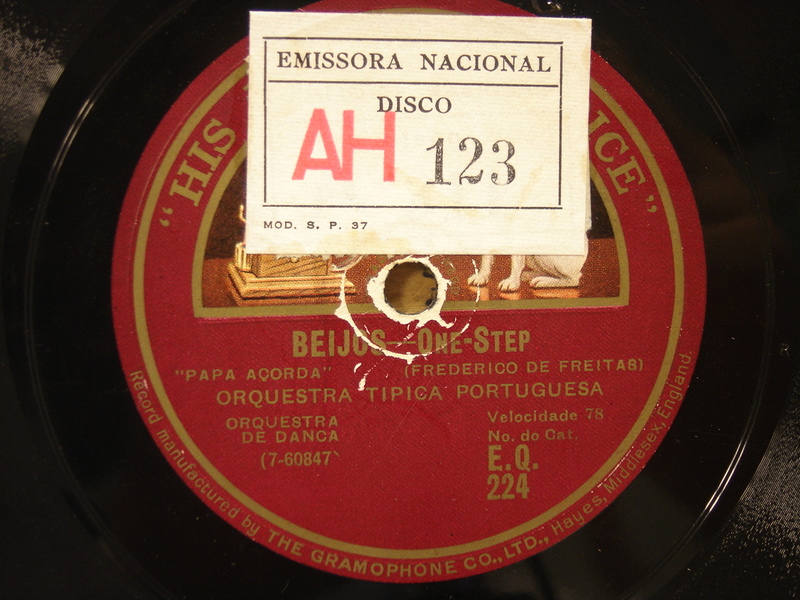 EMISSORA NACIONAL
DISCO
AH 123
MOD. S. P. 37
"HIS ICE"
BEIJOS—ONE-STEP
"PAPA AÇORDA" (FREDERICO DE FREITAS)
ORQUESTRA TIPICA PORTUGUESA
ORQUESTRA DE DANCA
Velocidade 78
No. do Cat.
(7-60847)
E.Q.
224
Record manufactured by THE GRAMOPHONE CO., LTD., Hayes, Middlesex, England.